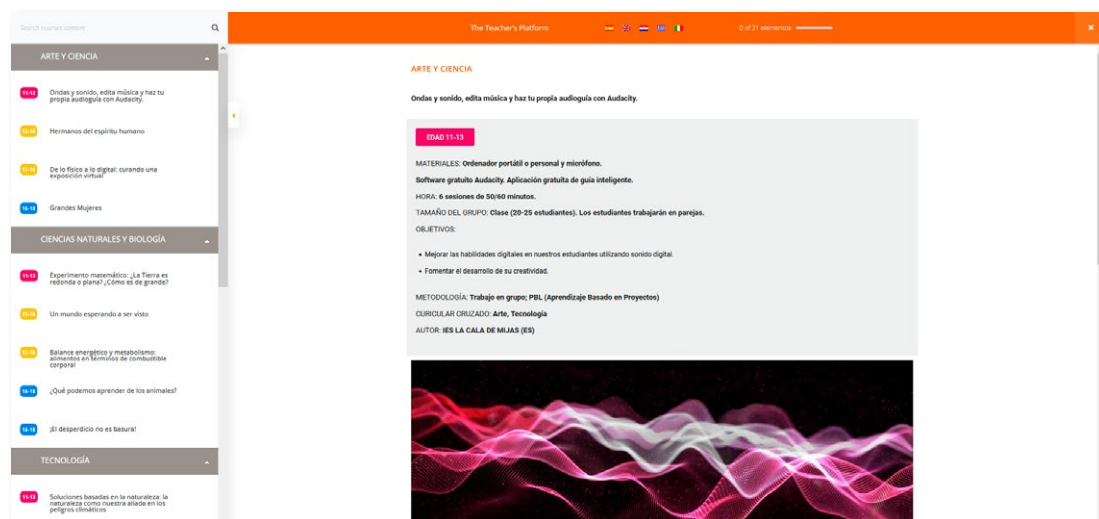 Search courses content
The Teacher's Platform
0 of 21 elementos
ARTE Y CIENCIA
11-13
Ondas y sonido, edita música y haz tu
propia audioguía con Audacity.
Hermanos del espíritu humano
De lo físico a lo digital: curando una
exposición virtual
16-18
Grandes Mujeres
CIENCIAS NATURALES Y BIOLOGÍA
11-13
Experimento matemático: ¿La Tierra es
redonda o plana? ¿Cómo es de grande?
Un mundo esperando a ser visto
Balance energético y metabolismo:
alimentos en términos de combustible
corporal
16-18
¿Qué podemos aprender de los animales?
16-18
¡El desperdicio no es basura!
TECNOLOGÍA
11-13
Soluciones basadas en la naturaleza: la
naturaleza como nuestra aliada en los
peligros climáticos
ARTE Y CIENCIA
Ondas y sonido, edita música y haz tu propia audioguía con Audacity.
EDAD 11-13
MATERIALES: Ordenador portátil o personal y micrófono.
Software gratuito Audacity. Aplicación gratuita de guía inteligente.
HORA: 6 sesiones de 50/60 minutos.
TAMAÑO DEL GRUPO: Clase (20-25 estudiantes). Los estudiantes trabajarán en parejas.
OBJETIVOS:
• Mejorar las habilidades digitales en nuestros estudiantes utilizando sonido digital.
• Fomentar el desarrollo de su creatividad.
METODOLOGÍA: Trabajo en grupo; PBL (Aprendizaje Basado en Proyectos)
CURICULAR CRUZADO: Arte, Tecnología
AUTOR: IES LA CALA DE MIJAS (ES)